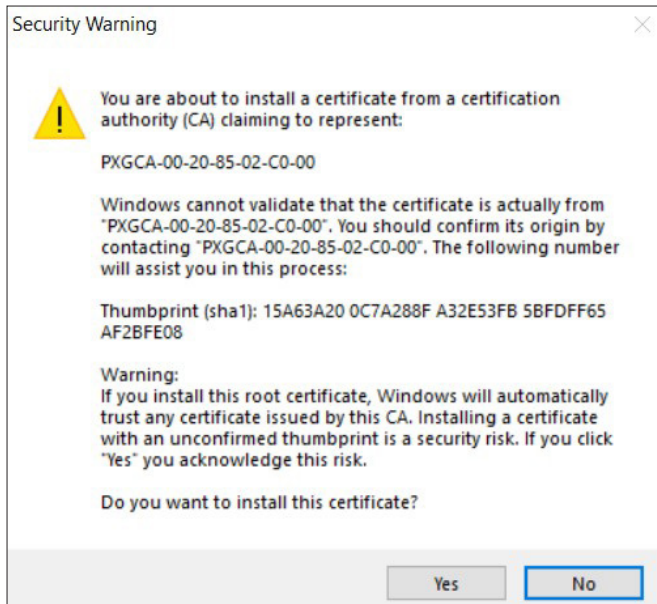 Security Warning
You are about to install a certificate from a certification
authority (CA) claiming to represent:
PXGCA-00-20-85-02-C0-00
Windows cannot validate that the certificate is actually from
"PXGCA-00-20-85-02-C0-00". You should confirm its origin by
contacting "PXGCA-00-20-85-02-C0-00". The following number
will assist you in this process:
Thumbprint (sha1): 15A63A20 0C7A288F A32E53FB 5BFDFF65
AF2BFE08
Warning:
If you install this root certificate, Windows will automatically
trust any certificate issued by this CA. Installing a certificate
with an unconfirmed thumbprint is a security risk. If you click
"Yes" you acknowledge this risk.
Do you want to install this certificate?
Yes No